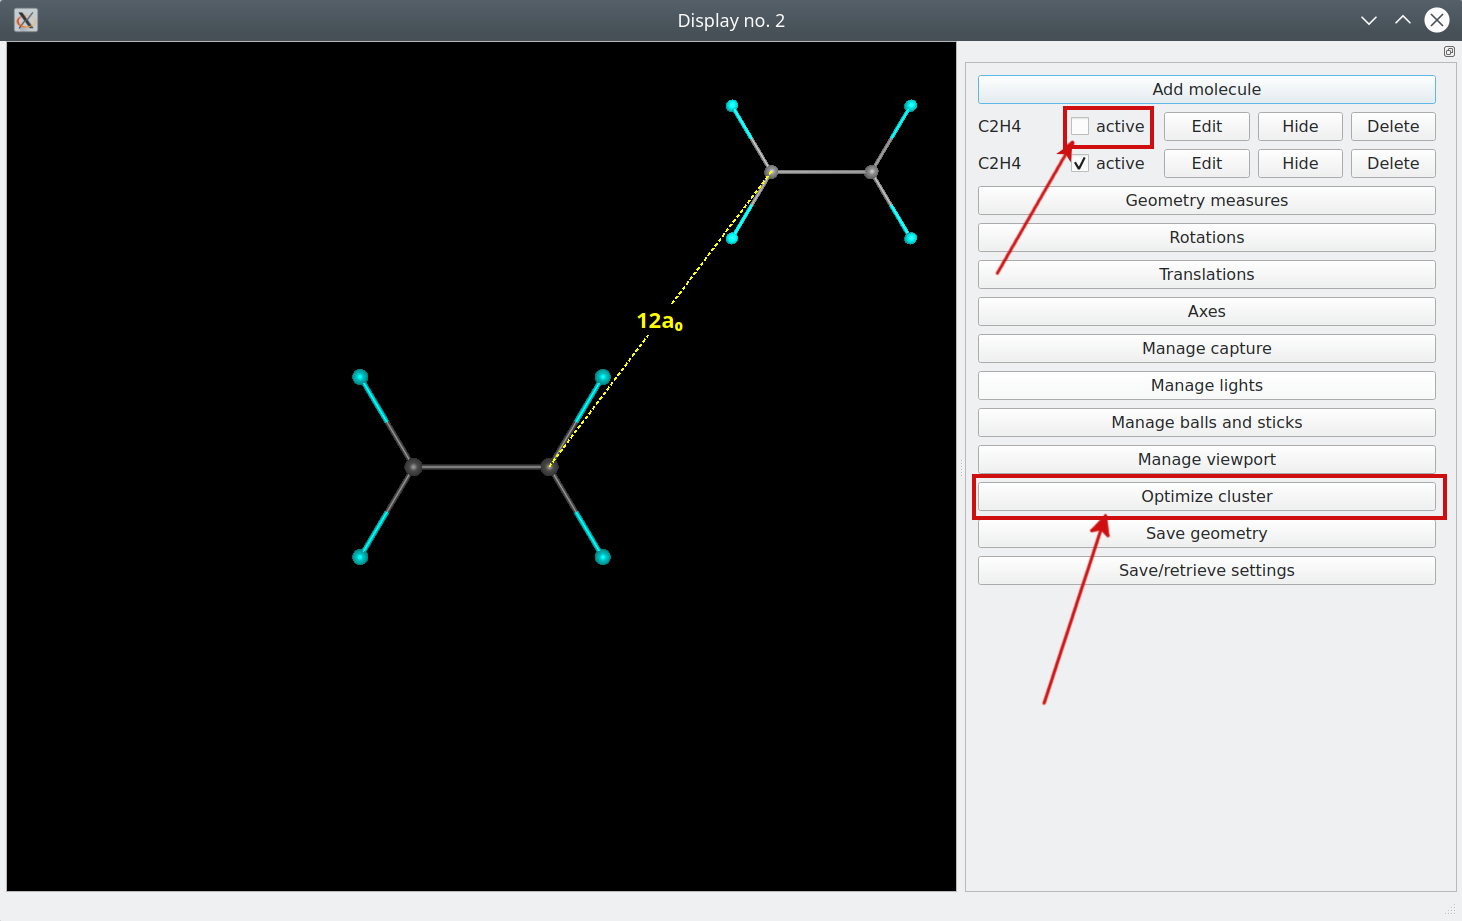 Display no. 2
12a₀
Add molecule
C2H4 active Edit Hide Delete
C2H4 active Edit Hide Delete
Geometry measures
Rotations
Translations
Axes
Manage capture
Manage lights
Manage balls and sticks
Manage viewport
Optimize cluster
Save geometry
Save/retrieve settings